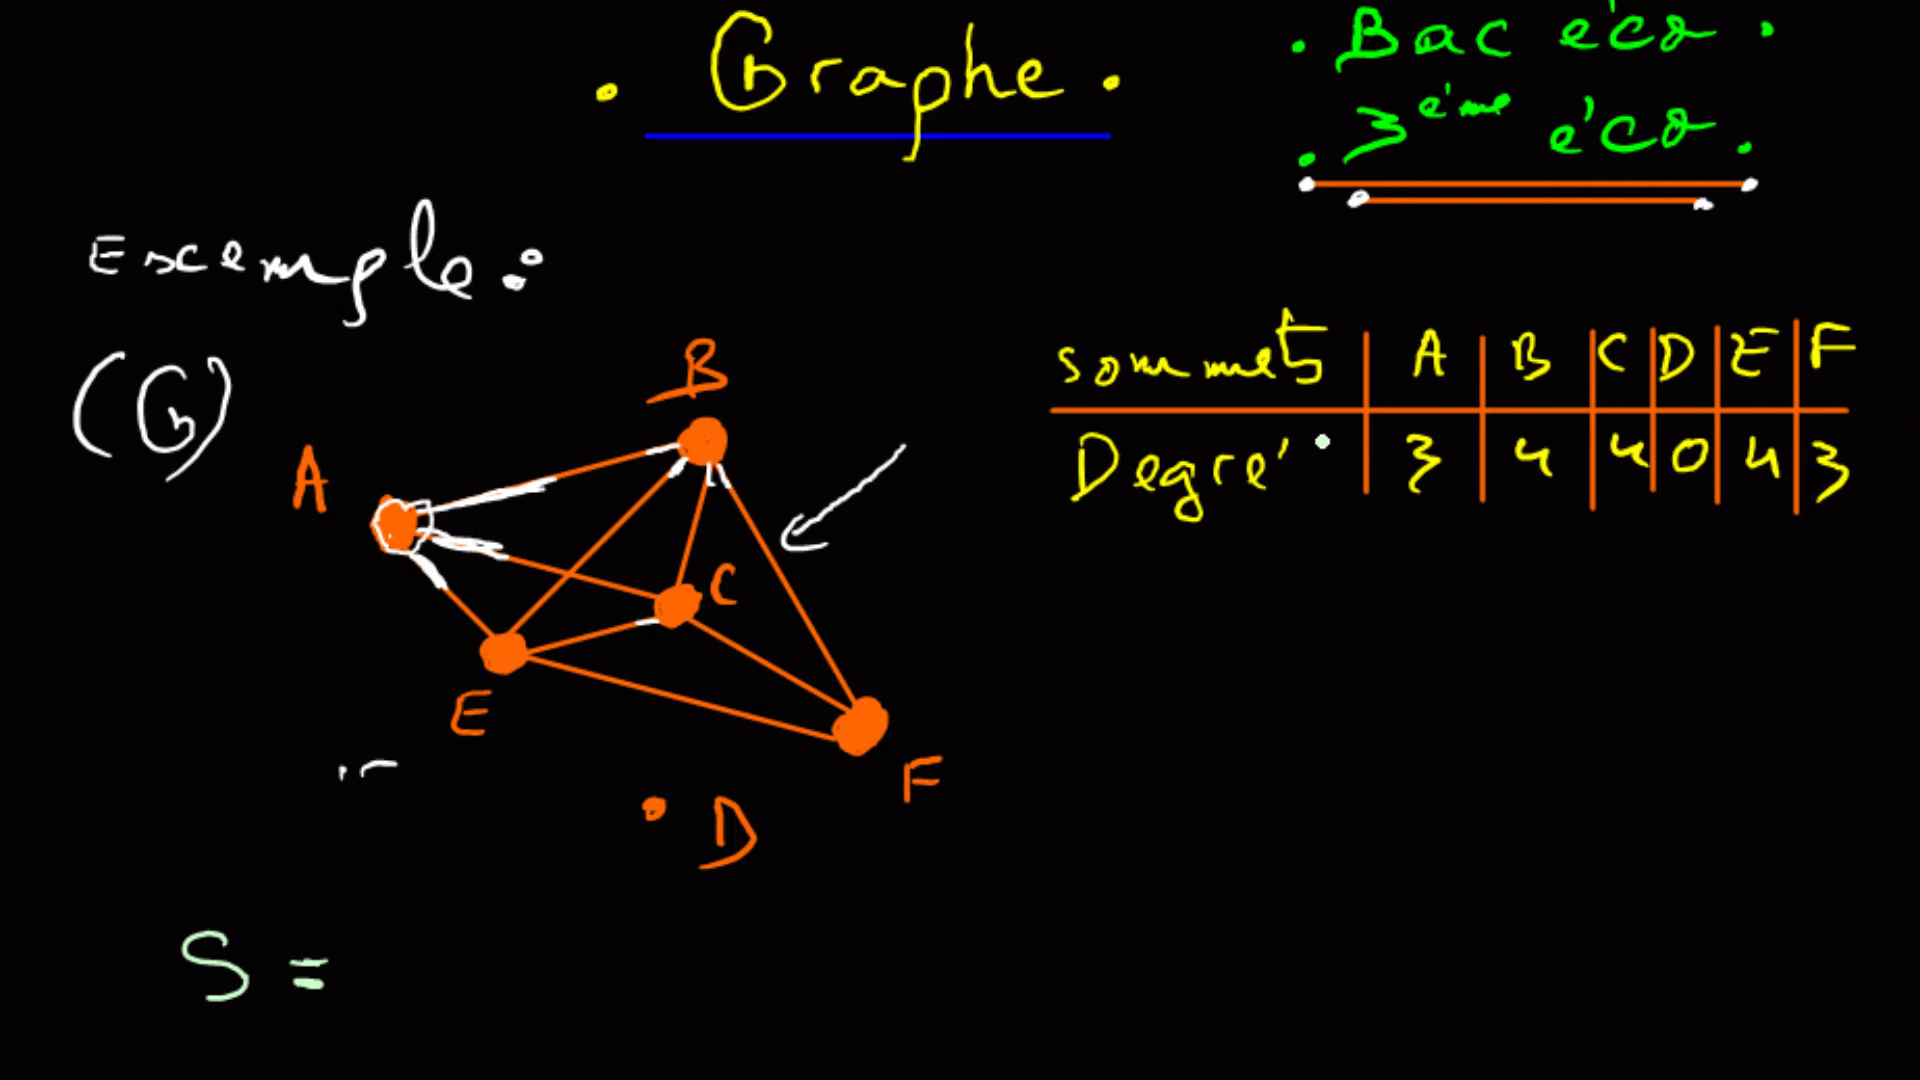 . Graphe .
. Bac éco .
. 3ème éco .
Exemple :
(G)
sommets A B C D E F
Degré 3 4 4 0 4 3
B
A
C
E
F
D
S =